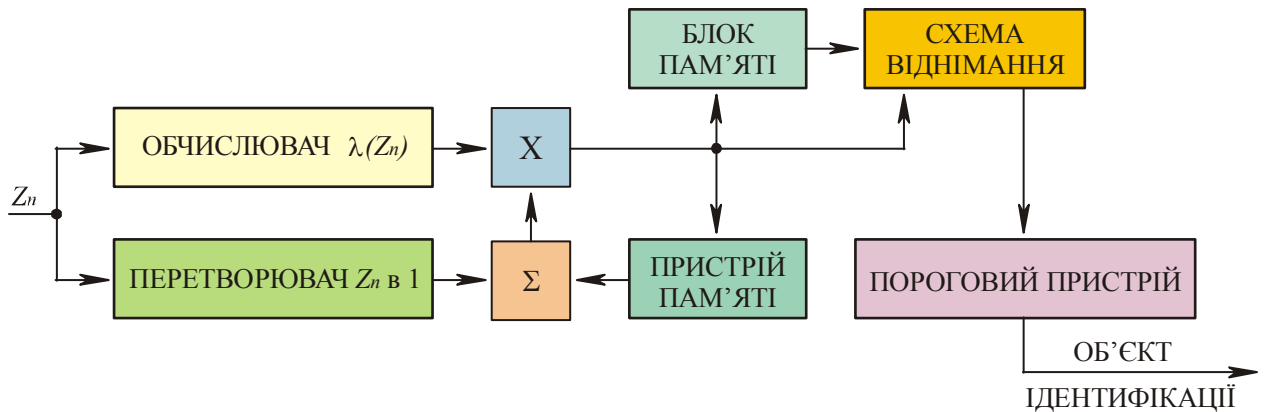 БЛОК
ПАМ’ЯТІ
СХЕМА
ВІДНІМАННЯ
ОБЧИСЛЮВАЧ λ(Zn)
X
Zn
ПЕРЕТВОРЮВАЧ Zn в 1
Σ
ПРИСТРІЙ
ПАМ’ЯТІ
ПОРОГОВИЙ ПРИСТРІЙ
ОБ’ЄКТ
ІДЕНТИФІКАЦІЇ